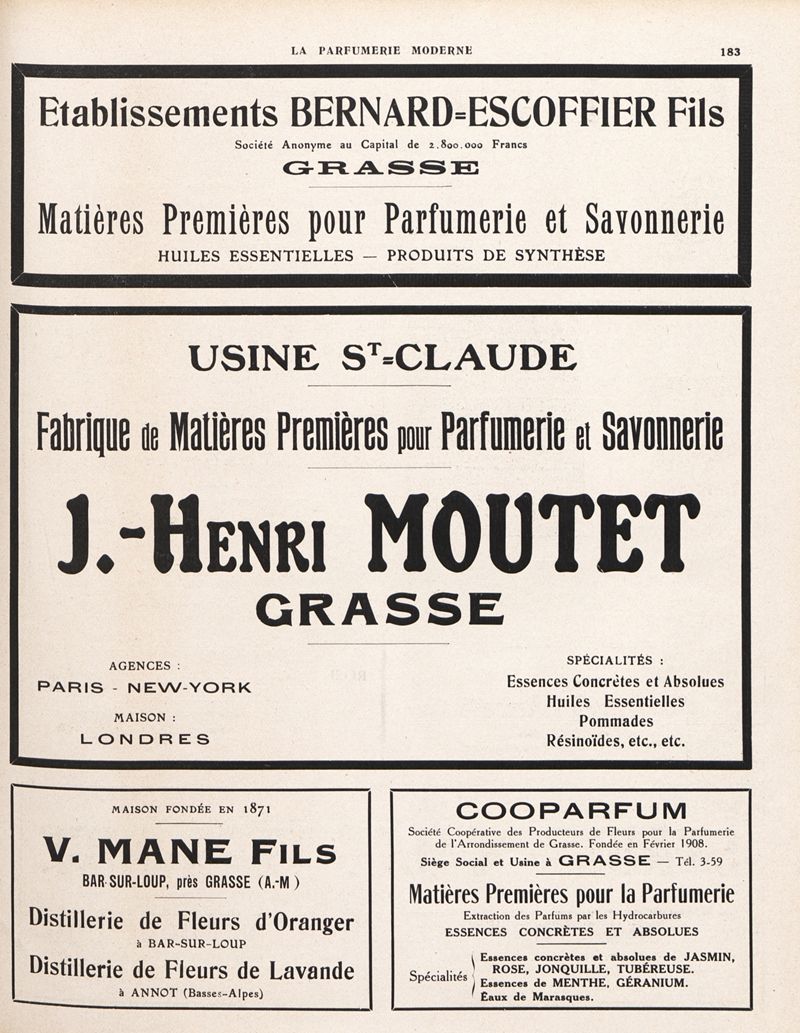 LA PARFUMERIE MODERNE
183
Etablissements BERNARD=ESCOFFIER Fils
Société Anonyme au Capital de 2.800.000 Francs
GRASSE
Matières Premières pour Parfumerie et Savonnerie
HUILES ESSENTIELLES — PRODUITS DE SYNTHÈSE
USINE ST=CLAUDE
Fabrique de Matières Premières pour Parfumerie et Savonnerie
J.-HENRI MOUTET
GRASSE
AGENCES :
PARIS - NEW-YORK
MAISON :
LONDRES
SPÉCIALITÉS :
Essences Concrètes et Absolues
Huiles Essentielles
Pommades
Résinoïdes, etc., etc.
MAISON FONDÉE EN 1871
V. MANE FILS
BAR-SUR-LOUP, près GRASSE (A.-M )
Distillerie de Fleurs d'Oranger
à BAR-SUR-LOUP
Distillerie de Fleurs de Lavande
à ANNOT (Basses-Alpes)
COOPARFUM
Société Coopérative des Producteurs de Fleurs pour la Parfumerie
de l'Arrondissement de Grasse. Fondée en Février 1908.
Siège Social et Usine à GRASSE — Tél. 3-59
Matières Premières pour la Parfumerie
Extraction des Parfums par les Hydrocarbures
ESSENCES CONCRÈTES ET ABSOLUES
Spécialités
Essences concrètes et absolues de JASMIN,
ROSE, JONQUILLE, TUBÉREUSE.
Essences de MENTHE, GÉRANIUM.
Eaux de Marasques.